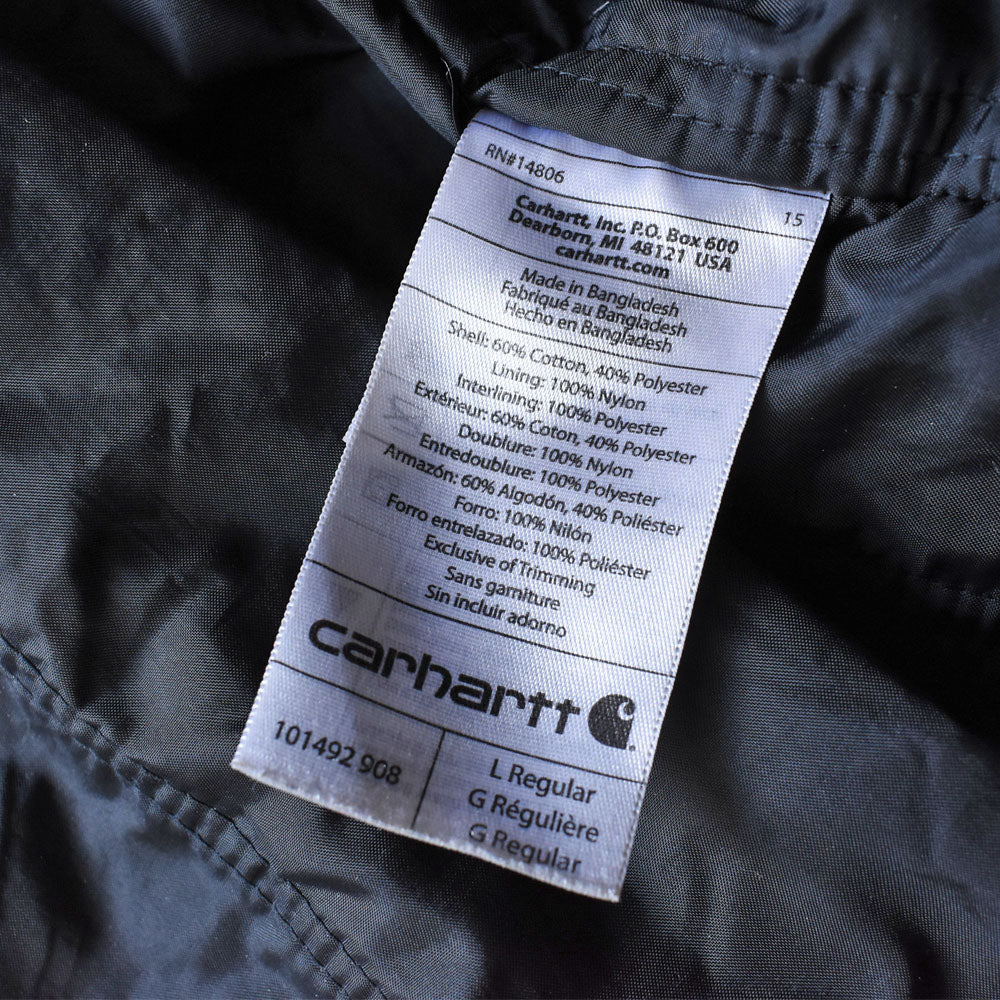 RN#14806 15
Carhartt, Inc. P.O. Box 600
Dearborn, MI 48121 USA
carhartt.com
Made in Bangladesh
Fabriqué au Bangladesh
Hecho en Bangladesh
Shell: 60% Cotton, 40% Polyester
Lining: 100% Nylon
Interlining: 100% Polyester
Extérieur: 60% Coton, 40% Polyester
Doublure: 100% Nylon
Entredoublure: 100% Polyester
Armazón: 60% Algodón, 40% Poliéster
Forro: 100% Nilón
Forro entrelazado: 100% Poliéster
Exclusive of Trimming
Sans garniture
Sin incluir adorno
carhartt
101492 908
L Regular
G Régulière
G Regular